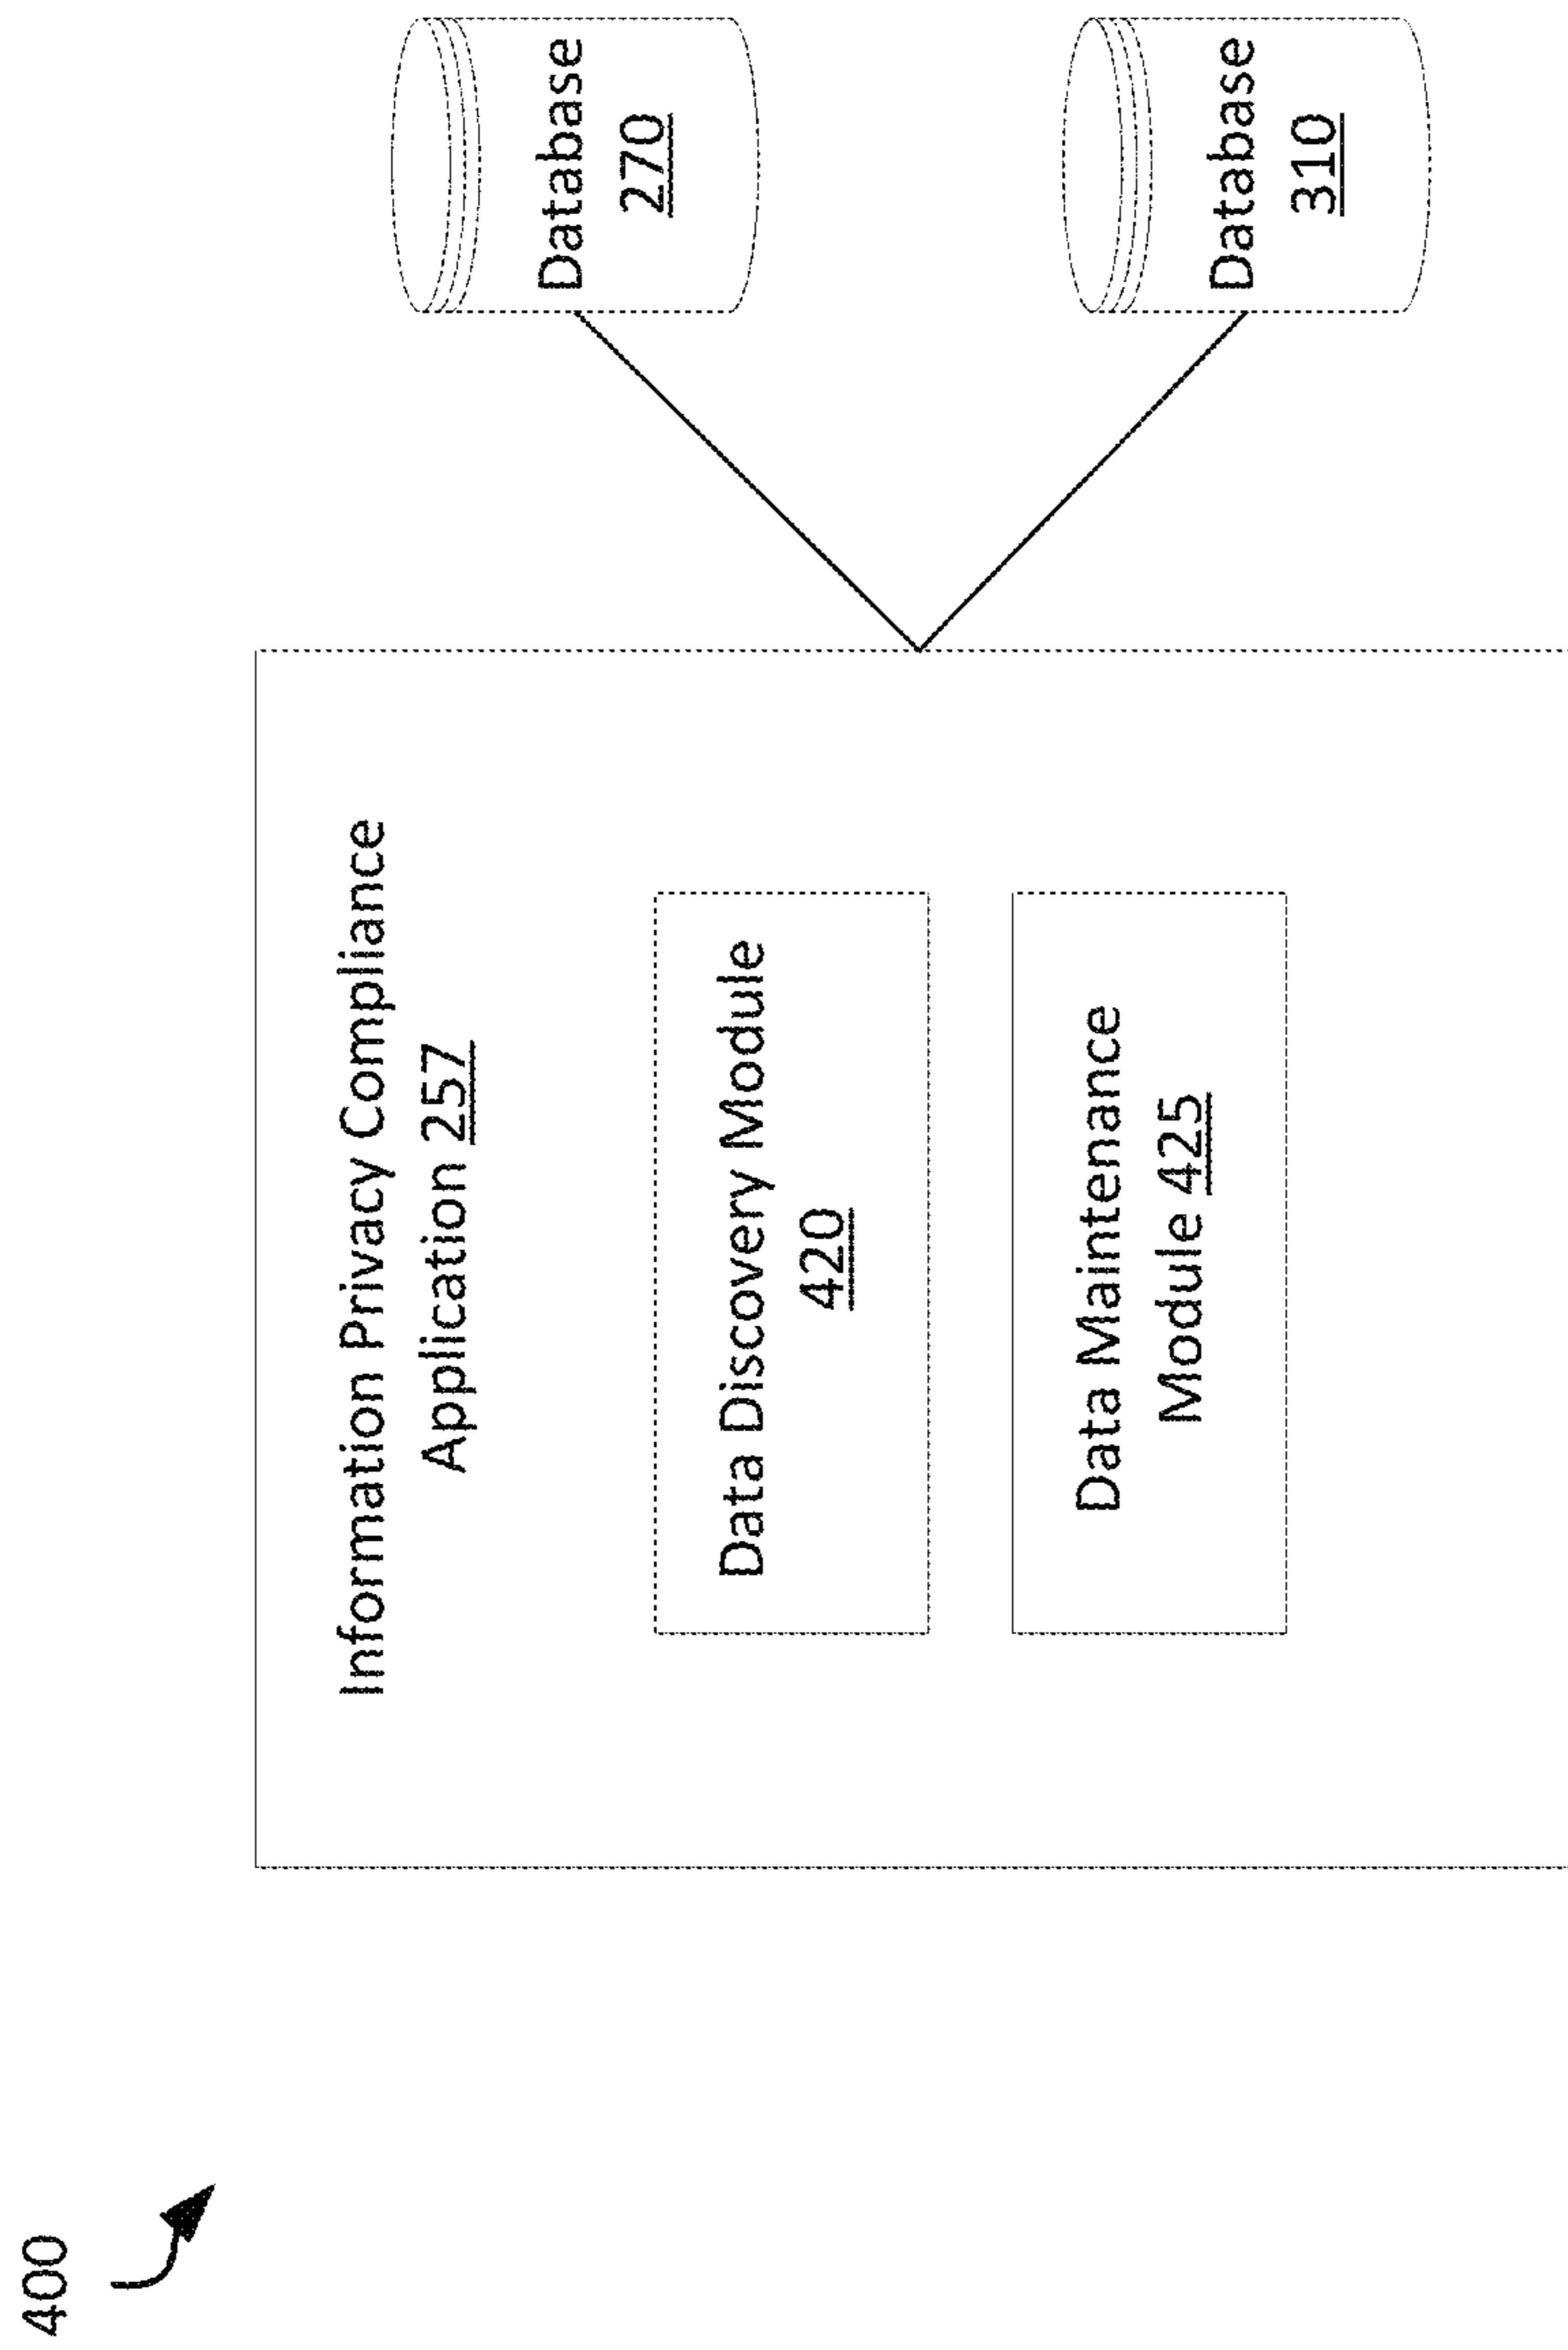 400
Information Privacy Compliance
Application 257
Data Discovery Module
420
Data Maintenance
Module 425
Database
270
Database
310